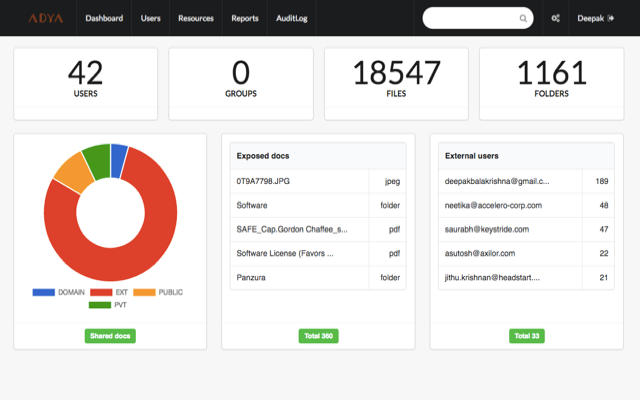 ADYA Dashboard Users Resources Reports AuditLog Deepak
42 0 18547 1161
USERS GROUPS FILES FOLDERS
Exposed docs
0T9A7798.JPG jpeg
Software folder
SAFE_Cap.Gordon Chaffee_s... pdf
Software License (Favors ... pdf
Panzura folder
External users
deepakbalakrishna@gmail.c... 189
neetika@accelero-corp.com 48
saurabh@keystride.com 47
asutosh@axilor.com 22
jithu.krishnan@headstart.... 21
DOMAIN EXT PUBLIC
PVT
Shared docs Total 360 Total 33